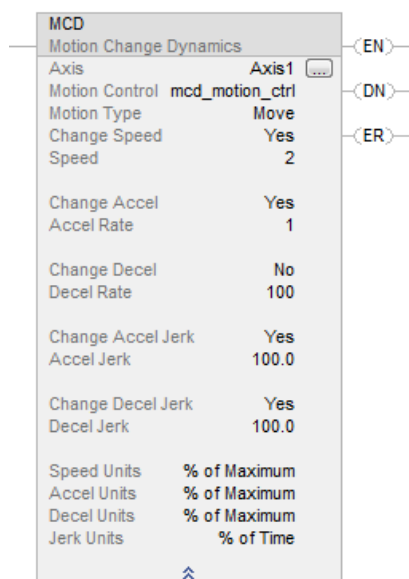 MCD
Motion Change Dynamics
EN
Axis Axis1 ...
Motion Control mcd_motion_ctrl
DN
Motion Type Move
Change Speed Yes
ER
Speed 2
Change Accel Yes
Accel Rate 1
Change Decel No
Decel Rate 100
Change Accel Jerk Yes
Accel Jerk 100.0
Change Decel Jerk Yes
Decel Jerk 100.0
Speed Units % of Maximum
Accel Units % of Maximum
Decel Units % of Maximum
Jerk Units % of Time